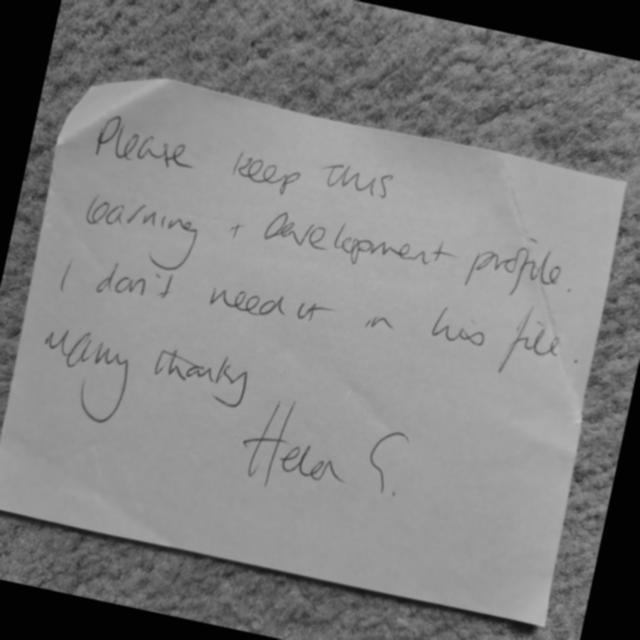 Please keep this
learning + development profile.
I don't need it in his file.
Many thanks
Helen S.